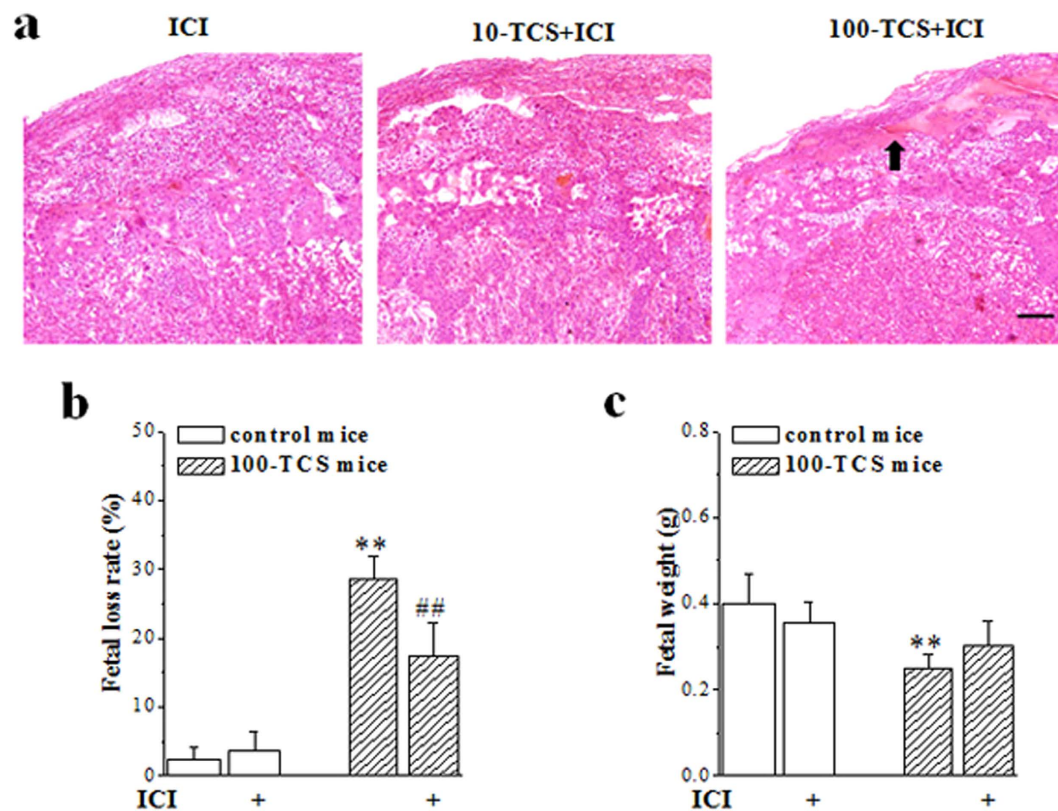 a
ICI
10-TCS+ICI
100-TCS+ICI
b
Fetal loss rate (%)
50
40
30
20
10
0
control mice
100-TCS mice
**
##
ICI
+
+
c
Fetal weight (g)
0.8
0.6
0.4
0.2
0.0
control mice
100-TCS mice
**
ICI
+
+